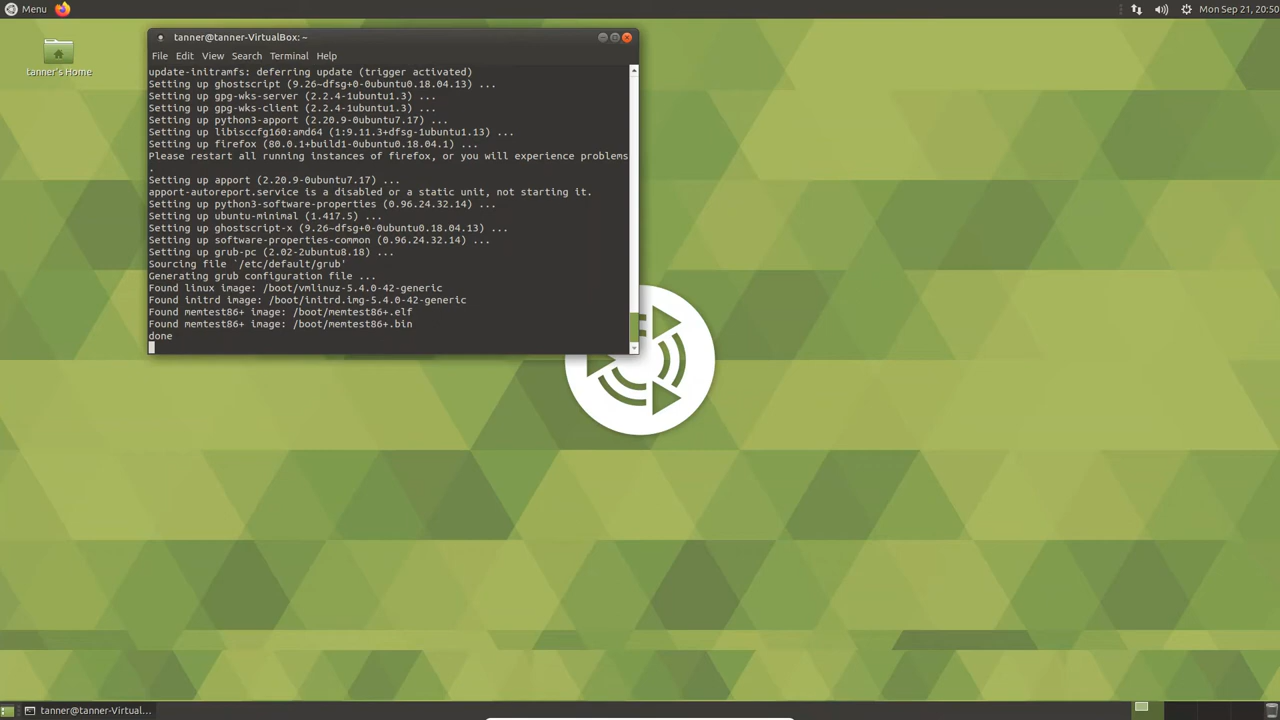 Menu
Mon Sep 21, 20:50
tanner's Home
tanner@tanner-VirtualBox: ~
File Edit View Search Terminal Help
update-initramfs: deferring update (trigger activated)
Setting up ghostscript (9.26~dfsg+0-0ubuntu0.18.04.13) ...
Setting up gpg-wks-server (2.2.4-1ubuntu1.3) ...
Setting up gpg-wks-client (2.2.4-1ubuntu1.3) ...
Setting up python3-apport (2.20.9-0ubuntu7.17) ...
Setting up libisccfg160:amd64 (1:9.11.3+dfsg-1ubuntu1.13) ...
Setting up firefox (80.0.1+build1-0ubuntu0.18.04.1) ...
Please restart all running instances of firefox, or you will experience problems
.
Setting up apport (2.20.9-0ubuntu7.17) ...
apport-autoreport.service is a disabled or a static unit, not starting it.
Setting up python3-software-properties (0.96.24.32.14) ...
Setting up ubuntu-minimal (1.417.5) ...
Setting up ghostscript-x (9.26~dfsg+0-0ubuntu0.18.04.13) ...
Setting up software-properties-common (0.96.24.32.14) ...
Setting up grub-pc (2.02-2ubuntu8.18) ...
Sourcing file `/etc/default/grub'
Generating grub configuration file ...
Found linux image: /boot/vmlinuz-5.4.0-42-generic
Found initrd image: /boot/initrd.img-5.4.0-42-generic
Found memtest86+ image: /boot/memtest86+.elf
Found memtest86+ image: /boot/memtest86+.bin
done
tanner@tanner-Virtual...